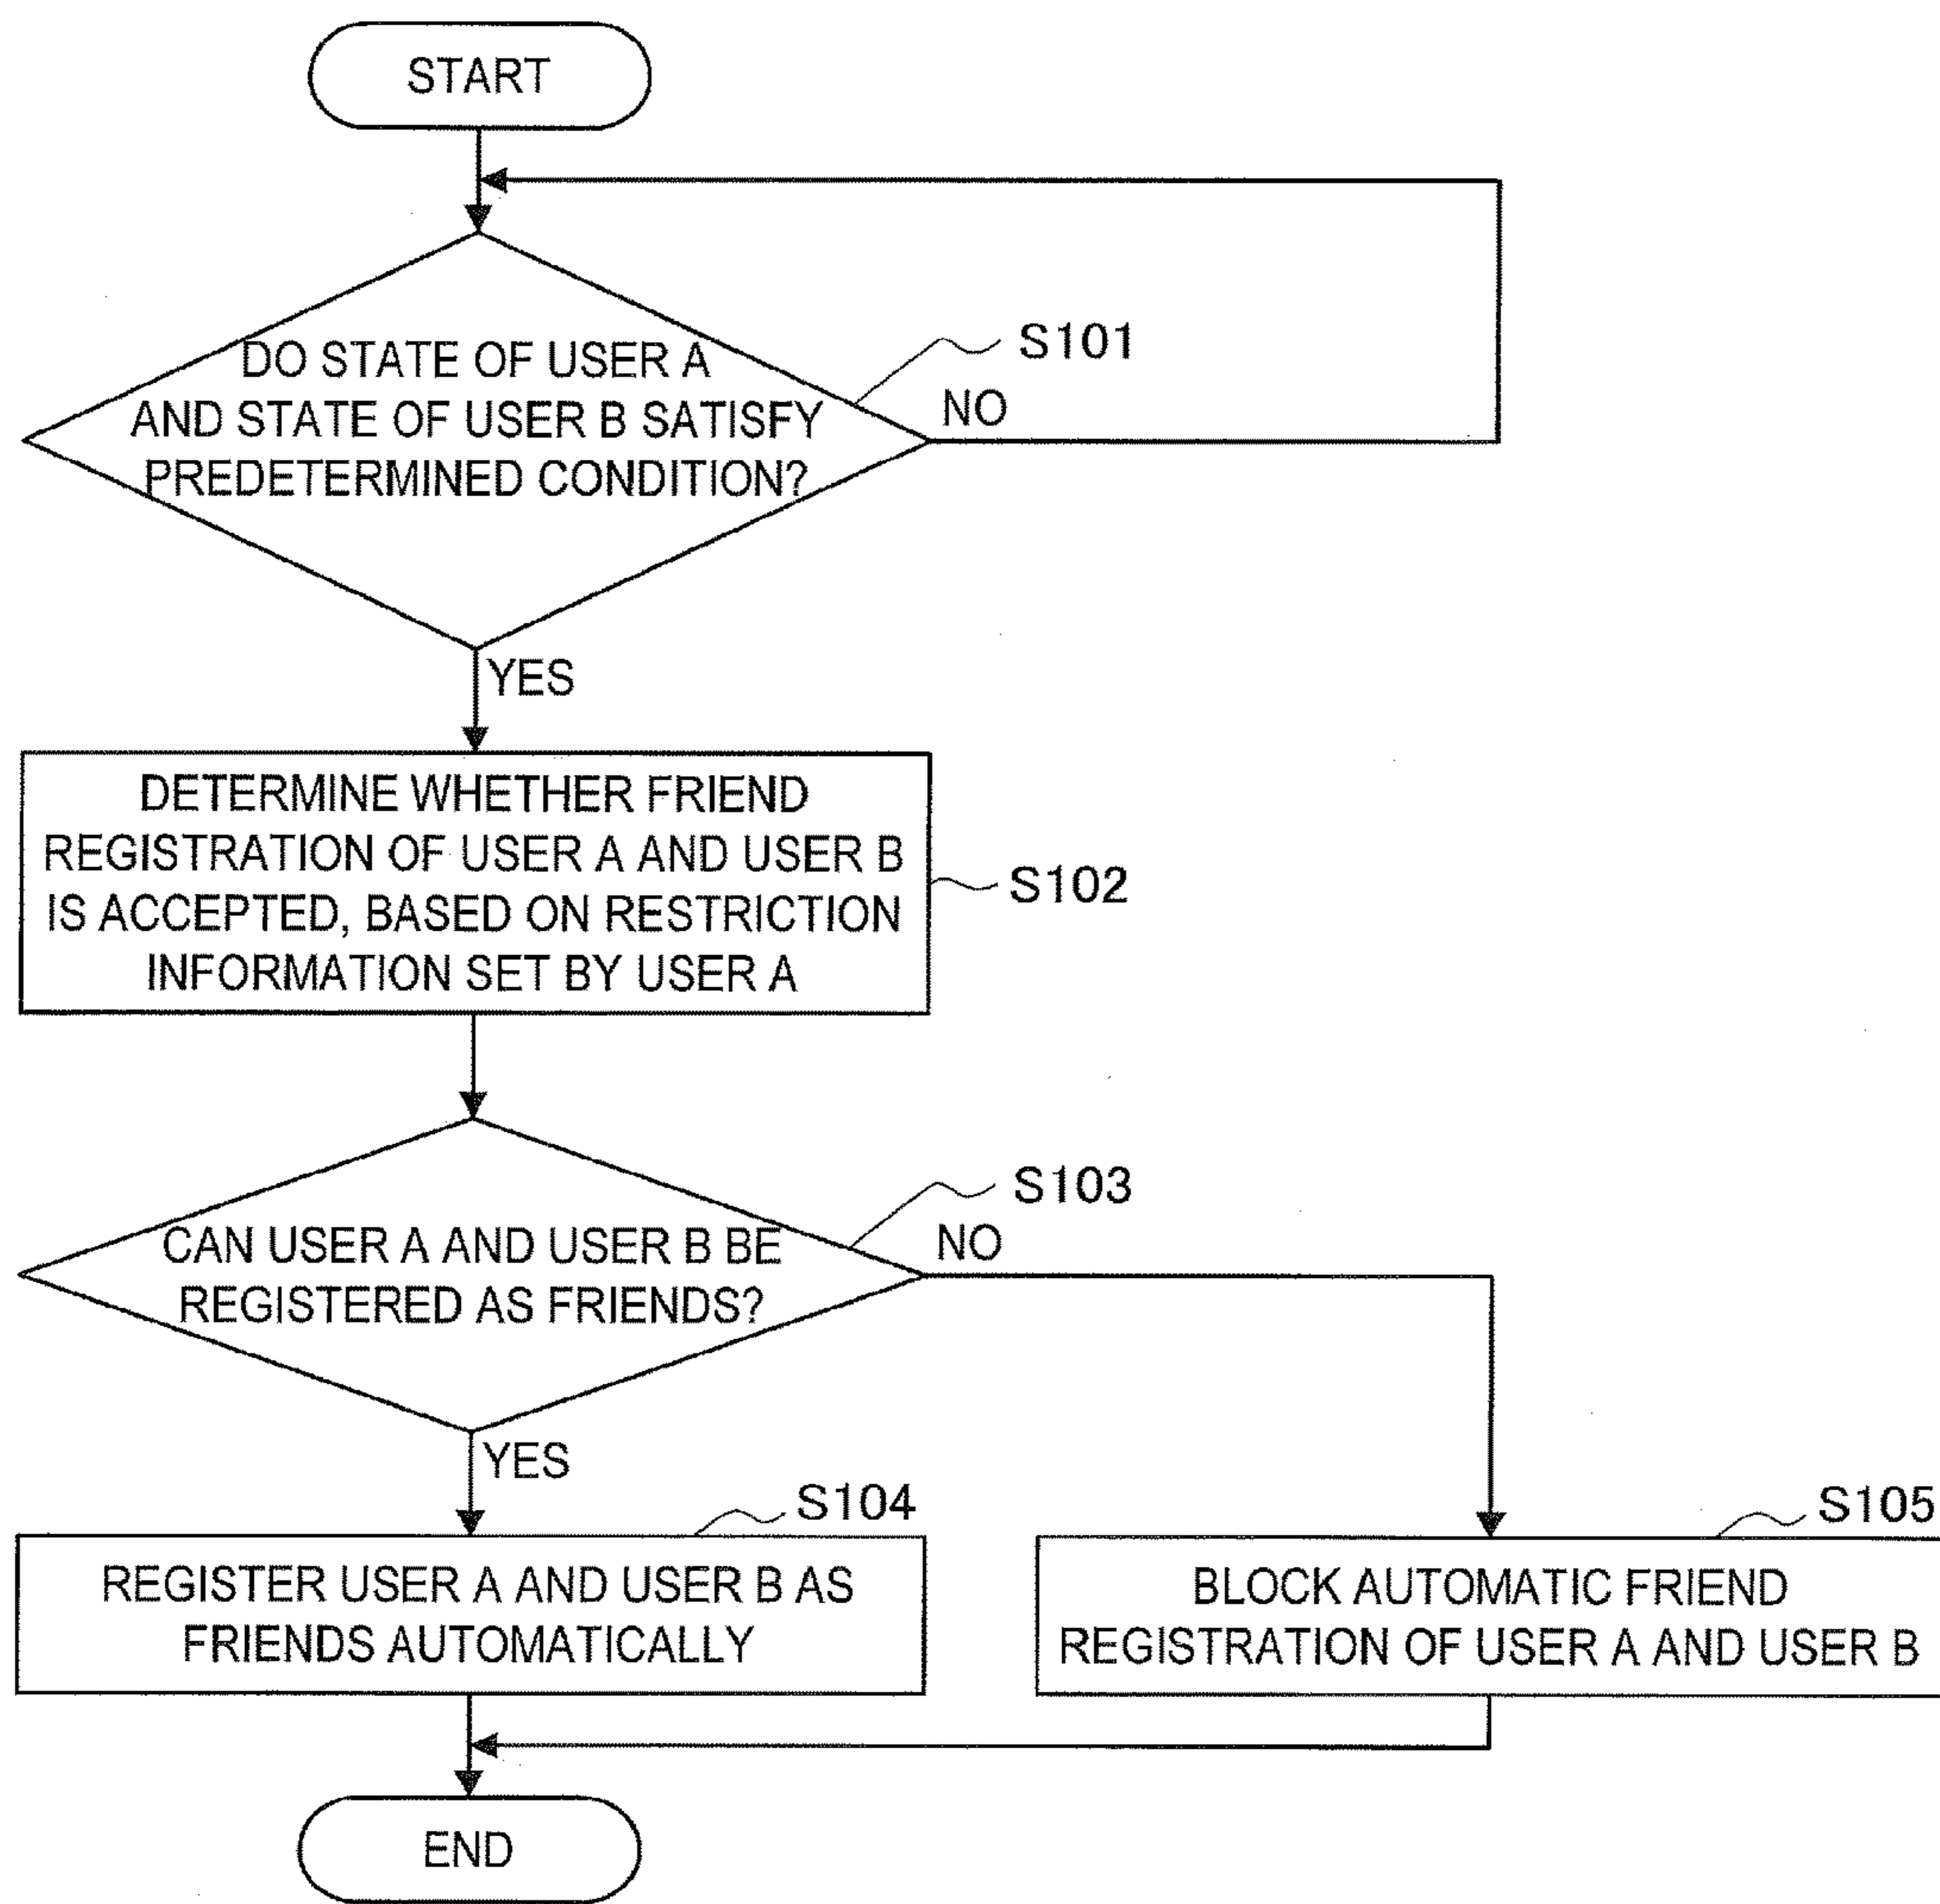 START
DO STATE OF USER A
AND STATE OF USER B SATISFY
PREDETERMINED CONDITION?
S101
NO
YES
DETERMINE WHETHER FRIEND
REGISTRATION OF USER A AND USER B
IS ACCEPTED, BASED ON RESTRICTION
INFORMATION SET BY USER A
S102
CAN USER A AND USER B BE
REGISTERED AS FRIENDS?
S103
NO
YES
S104
REGISTER USER A AND USER B AS
FRIENDS AUTOMATICALLY
S105
BLOCK AUTOMATIC FRIEND
REGISTRATION OF USER A AND USER B
END